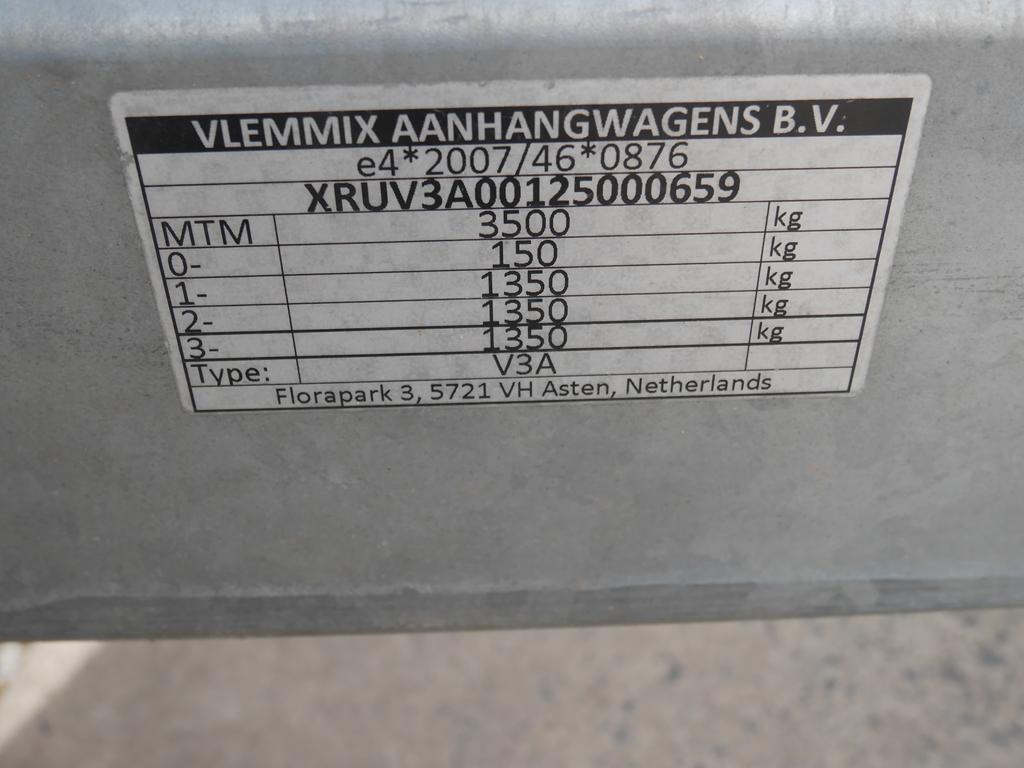 VLEMMIX AANHANGWAGENS B.V.
e4*2007/46*0876
XRUV3A00125000659
MTM 3500 kg
0- 150 kg
1- 1350 kg
2- 1350 kg
3- 1350 kg
Type: V3A
Florapark 3, 5721 VH Asten, Netherlands